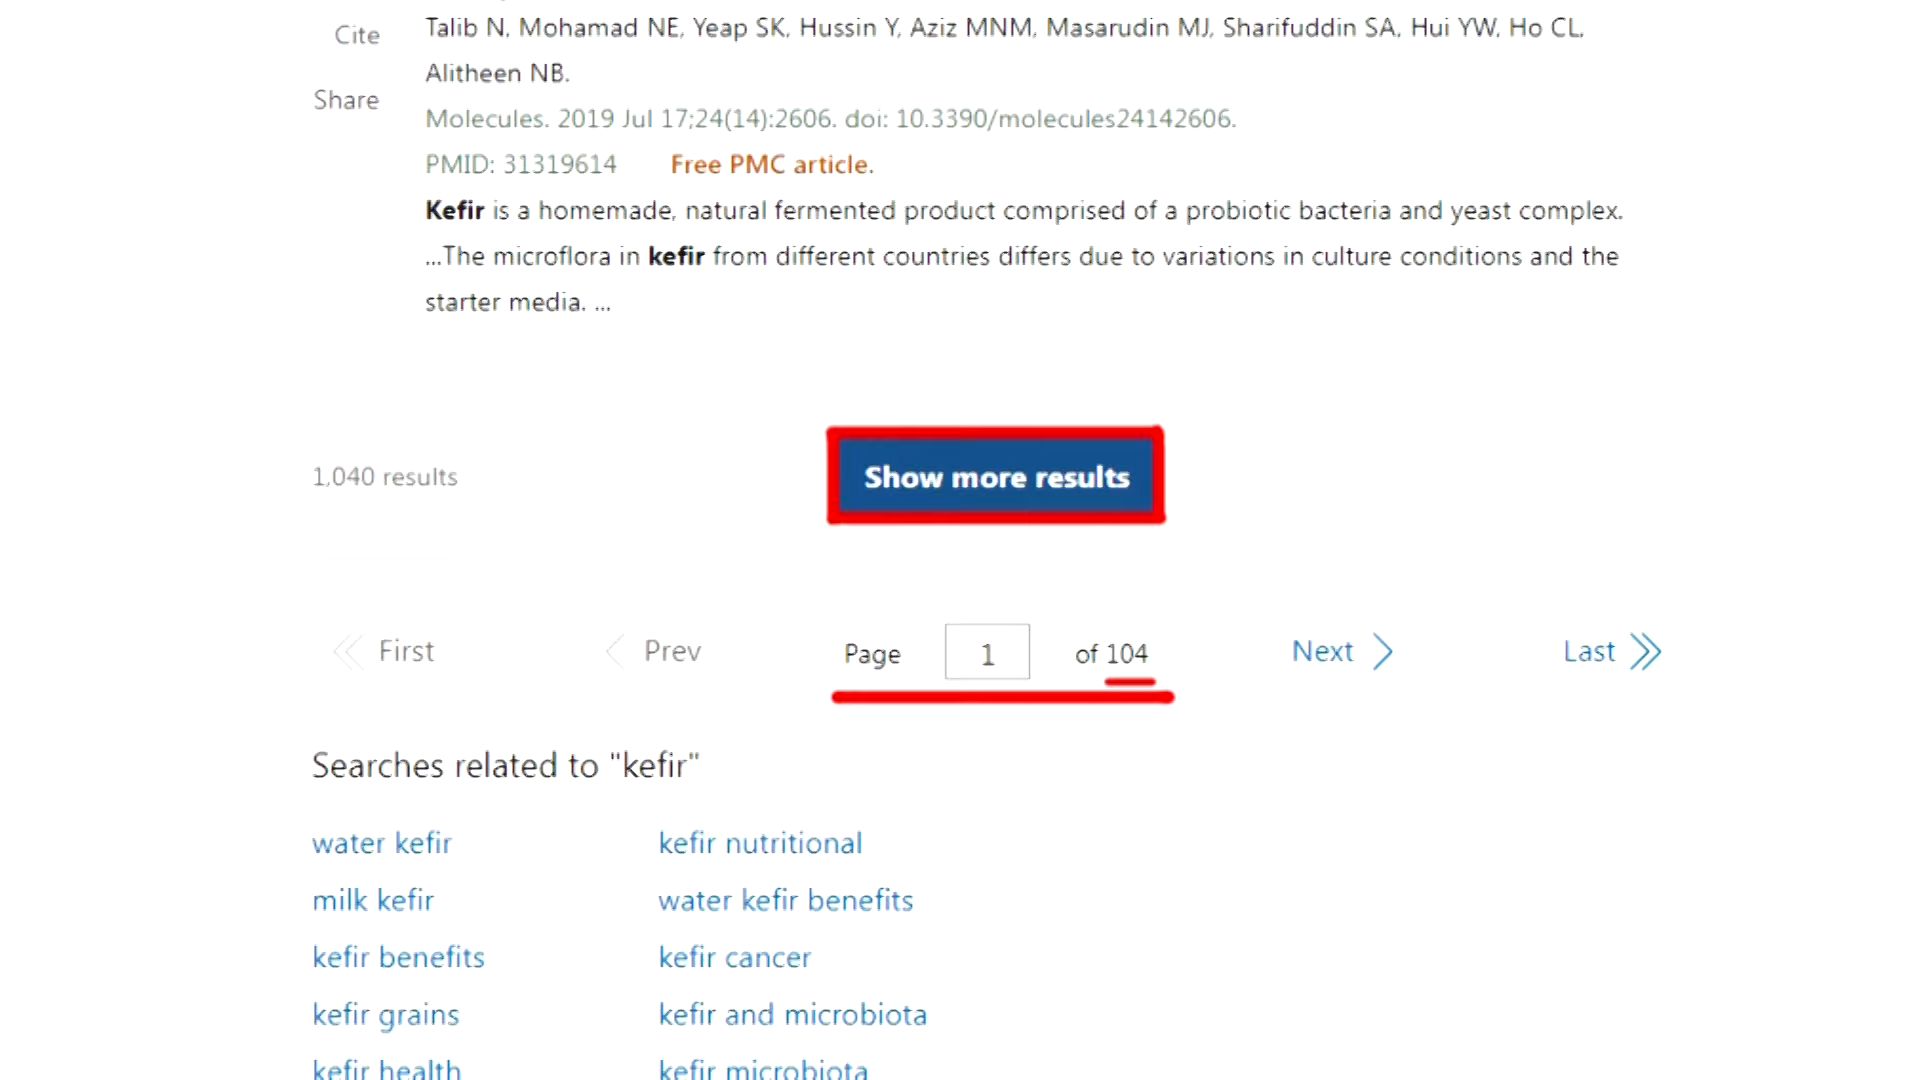 Cite
Talib N, Mohamad NE, Yeap SK, Hussin Y, Aziz MNM, Masarudin MJ, Sharifuddin SA, Hui YW, Ho CL,
Alitheen NB.
Share
Molecules. 2019 Jul 17;24(14):2606. doi: 10.3390/molecules24142606.
PMID: 31319614 Free PMC article.
Kefir is a homemade, natural fermented product comprised of a probiotic bacteria and yeast complex.
...The microflora in kefir from different countries differs due to variations in culture conditions and the
starter media. ...
1,040 results
Show more results
First Prev Page 1 of 104 Next Last
Searches related to "kefir"
water kefir kefir nutritional
milk kefir water kefir benefits
kefir benefits kefir cancer
kefir grains kefir and microbiota
kefir health kefir microbiota